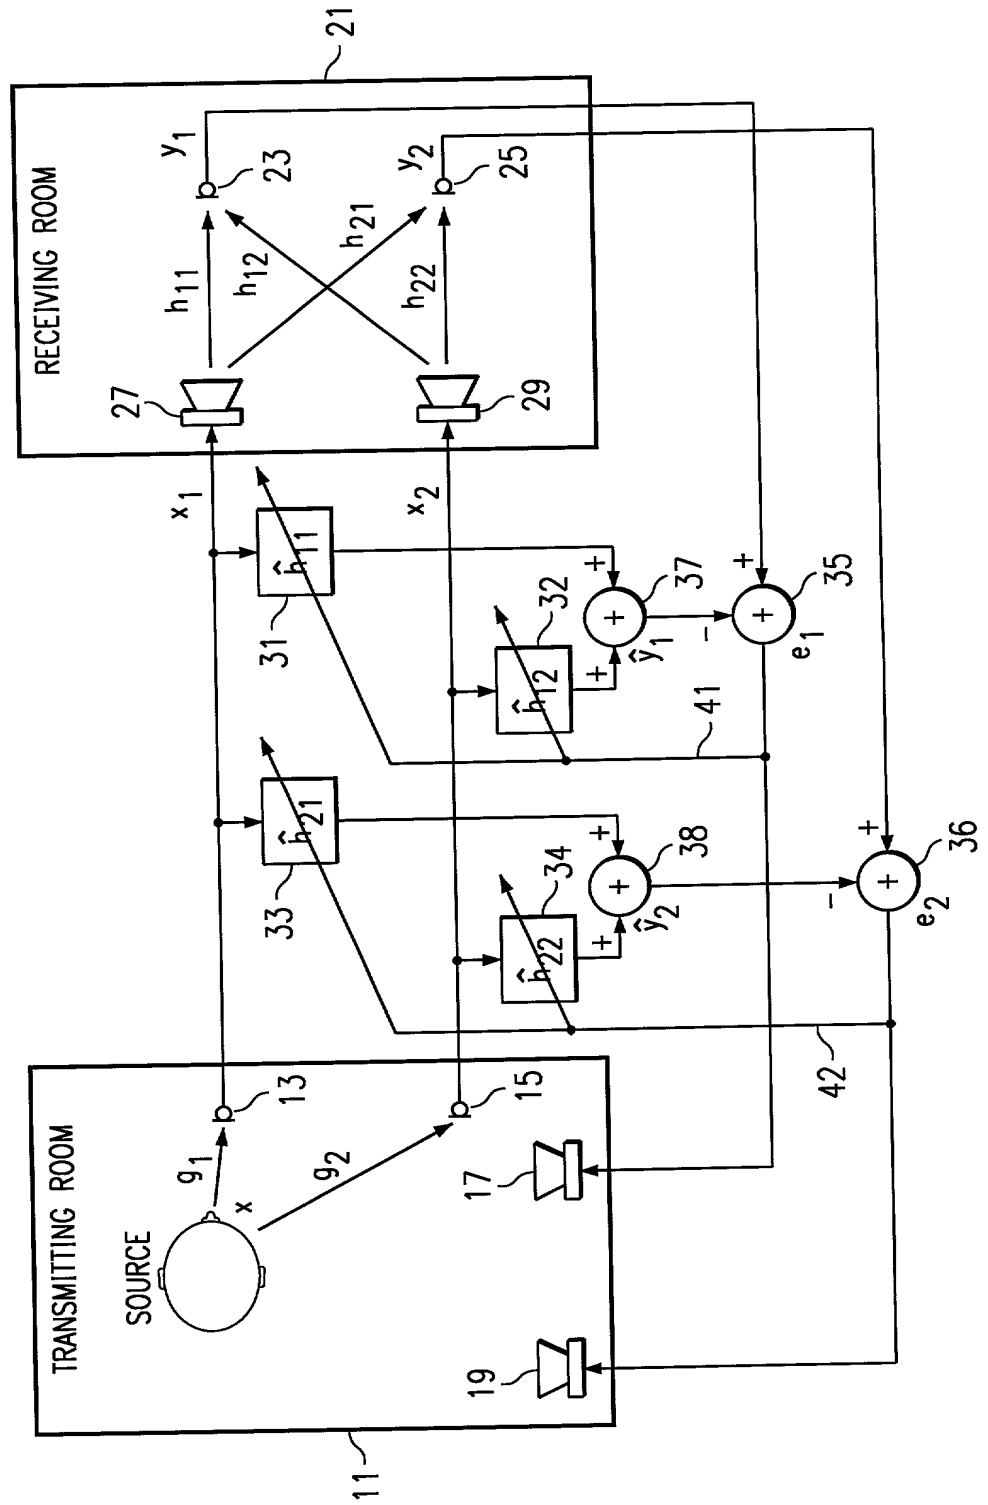 TRANSMITTING ROOM
SOURCE
x
g1
g2
13
15
17
19
11
RECEIVING ROOM
21
27
29
h11
h12
h21
h22
y1
23
y2
25
x1
x2
ĥ11
31
ĥ12
32
ĥ21
33
ĥ22
34
+
+
+
37
ŷ1
+
+
+
38
ŷ2
+
-
+
35
e1
+
-
+
36
e2
41
42